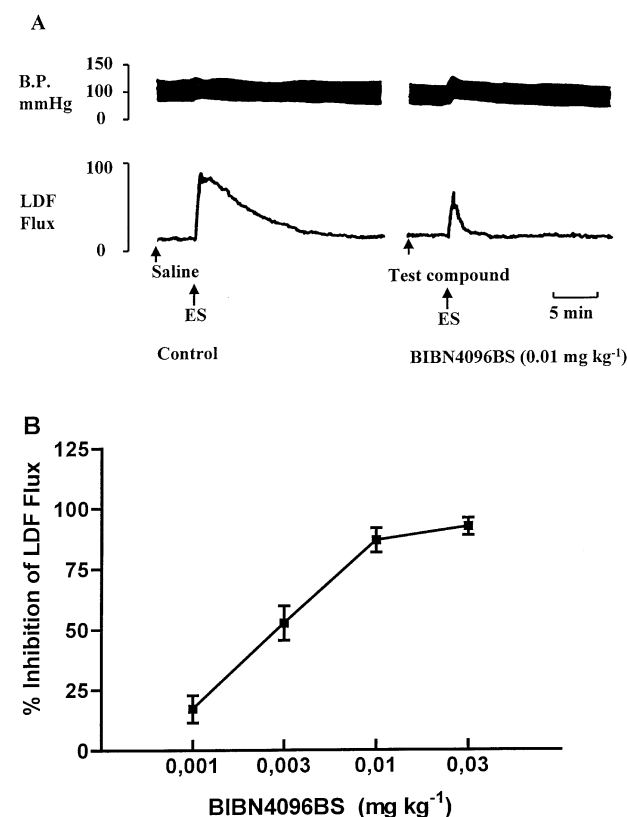 A
B.P.
mmHg
150
100
0
LDF
Flux
100
0
Saline
ES
Control
Test compound
ES
5 min
BIBN4096BS (0.01 mg kg⁻¹)
B
% Inhibition of LDF Flux
125
100
75
50
25
0
0,001 0,003 0,01 0,03
BIBN4096BS (mg kg⁻¹)